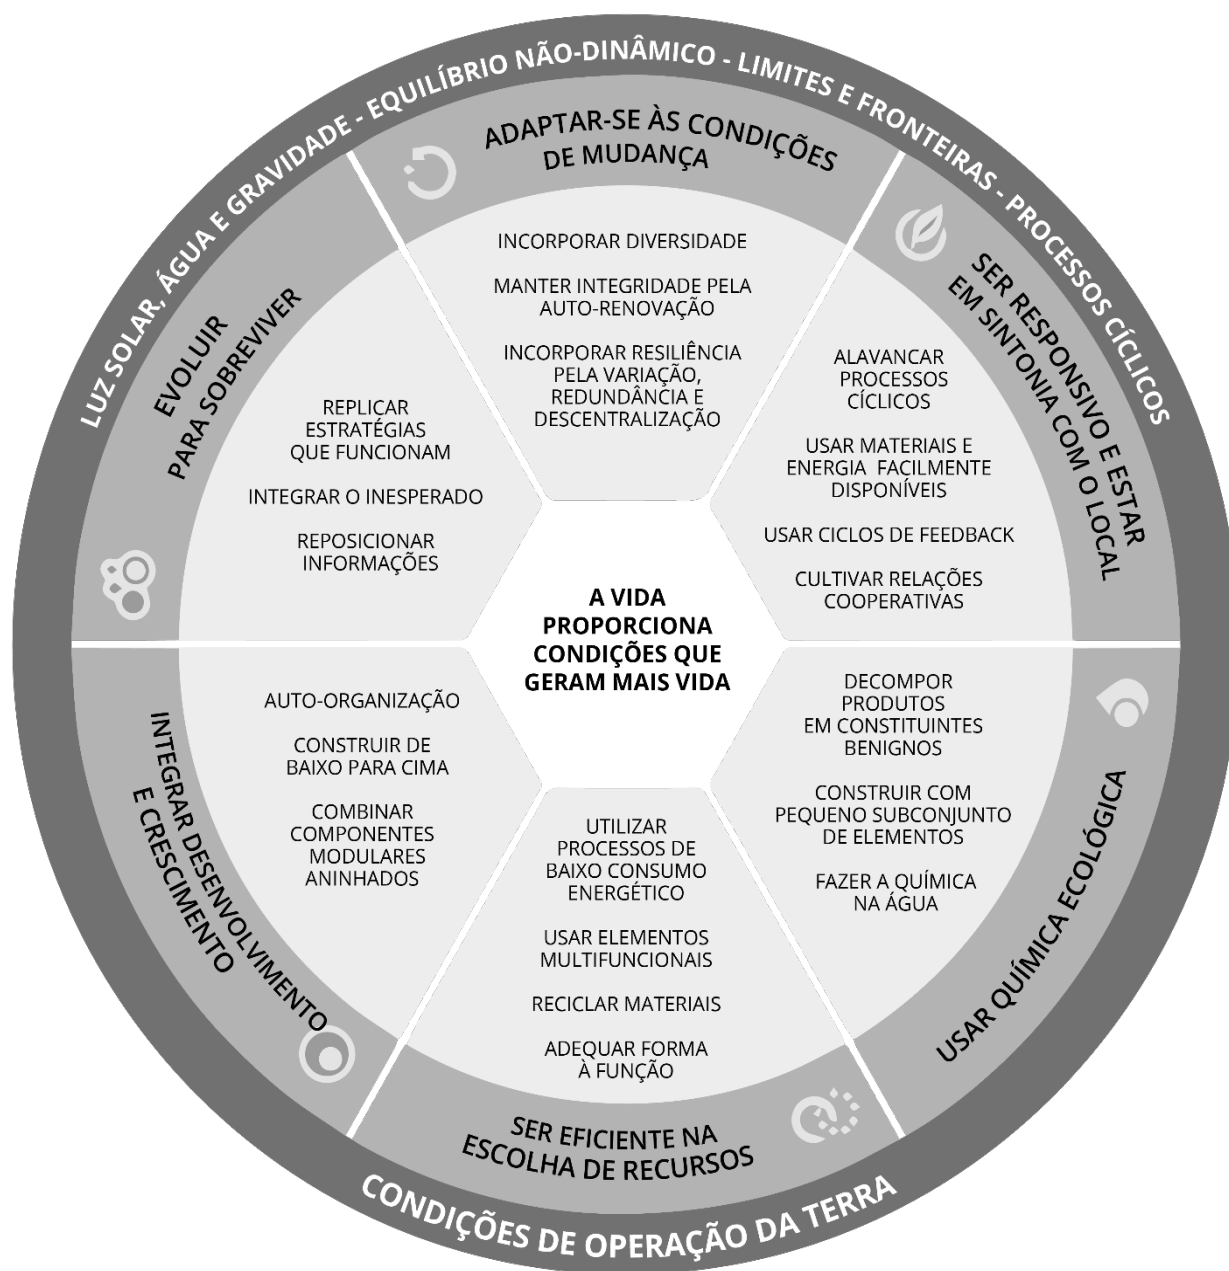 LUZ SOLAR, ÁGUA E GRAVIDADE - EQUILÍBRIO NÃO-DINÂMICO - LIMITES E FRONTEIRAS - PROCESSOS CÍCLICOS
ADAPTAR-SE ÀS CONDIÇÕES
DE MUDANÇA
INCORPORAR DIVERSIDADE
MANTER INTEGRIDADE PELA
AUTO-RENOVAÇÃO
INCORPORAR RESILIÊNCIA
PELA VARIAÇÃO,
REDUNDÂNCIA E
DESCENTRALIZAÇÃO
SER RESPONSIVO E ESTAR
EM SINTONIA COM O LOCAL
ALAVANCAR
PROCESSOS
CÍCLICOS
USAR MATERIAIS E
ENERGIA FACILMENTE
DISPONÍVEIS
USAR CICLOS DE FEEDBACK
CULTIVAR RELAÇÕES
COOPERATIVAS
USAR QUÍMICA ECOLÓGICA
DECOMPOR
PRODUTOS
EM CONSTITUINTES
BENIGNOS
CONSTRUIR COM
PEQUENO SUBCONJUNTO
DE ELEMENTOS
FAZER A QUÍMICA
NA ÁGUA
UTILIZAR
PROCESSOS DE
BAIXO CONSUMO
ENERGÉTICO
USAR ELEMENTOS
MULTIFUNCIONAIS
RECICLAR MATERIAIS
ADEQUAR FORMA
À FUNÇÃO
SER EFICIENTE NA
ESCOLHA DE RECURSOS
INTEGRAR DESENVOLVIMENTO
E CRESCIMENTO
AUTO-ORGANIZAÇÃO
CONSTRUIR DE
BAIXO PARA CIMA
COMBINAR
COMPONENTES
MODULARES
ANINHADOS
EVOLUIR
PARA SOBREVIVER
REPLICAR
ESTRATÉGIAS
QUE FUNCIONAM
INTEGRAR O INESPERADO
REPOSICIONAR
INFORMAÇÕES
A VIDA
PROPORCIONA
CONDIÇÕES QUE
GERAM MAIS VIDA
CONDIÇÕES DE OPERAÇÃO DA TERRA